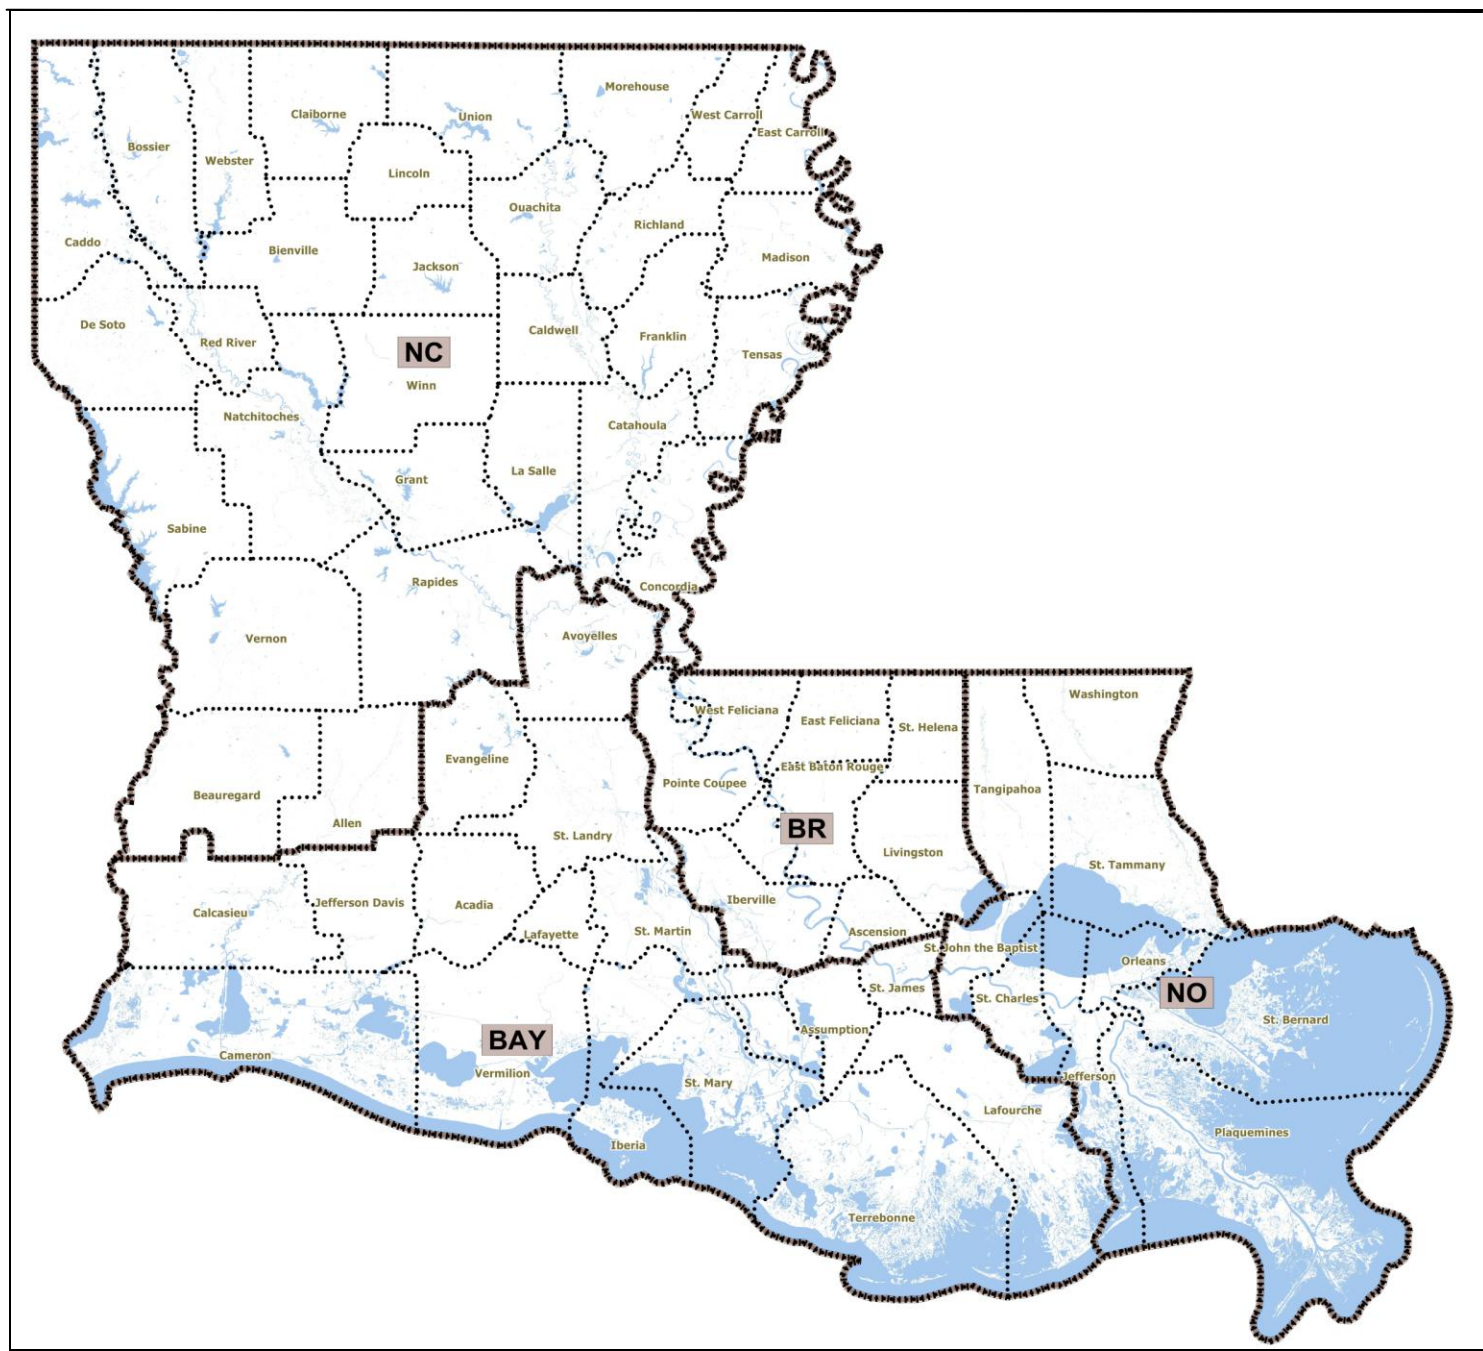 Morehouse
Claiborne
Union
West Carroll
East Carroll
Bossier
Webster
Lincoln
Ouachita
Richland
Caddo
Bienville
Jackson
Madison
De Soto
Red River
Caldwell
Franklin
NC
Tensas
Winn
Natchitoches
Catahoula
Grant
La Salle
Sabine
Rapides
Concordia
Vernon
Avoyelles
Washington
West Feliciana
East Feliciana
St. Helena
Evangeline
East Baton Rouge
Pointe Coupee
Tangipahoa
Beauregard
Allen
BR
St. Landry
Livingston
St. Tammany
Iberville
Jefferson Davis
Acadia
Calcasieu
Lafayette
St. Martin
Ascension
St. John the Baptist
Orleans
St. James
NO
St. Charles
St. Bernard
Assumption
BAY
Cameron
Vermilion
St. Mary
Jefferson
Lafourche
Plaquemines
Iberia
Terrebonne